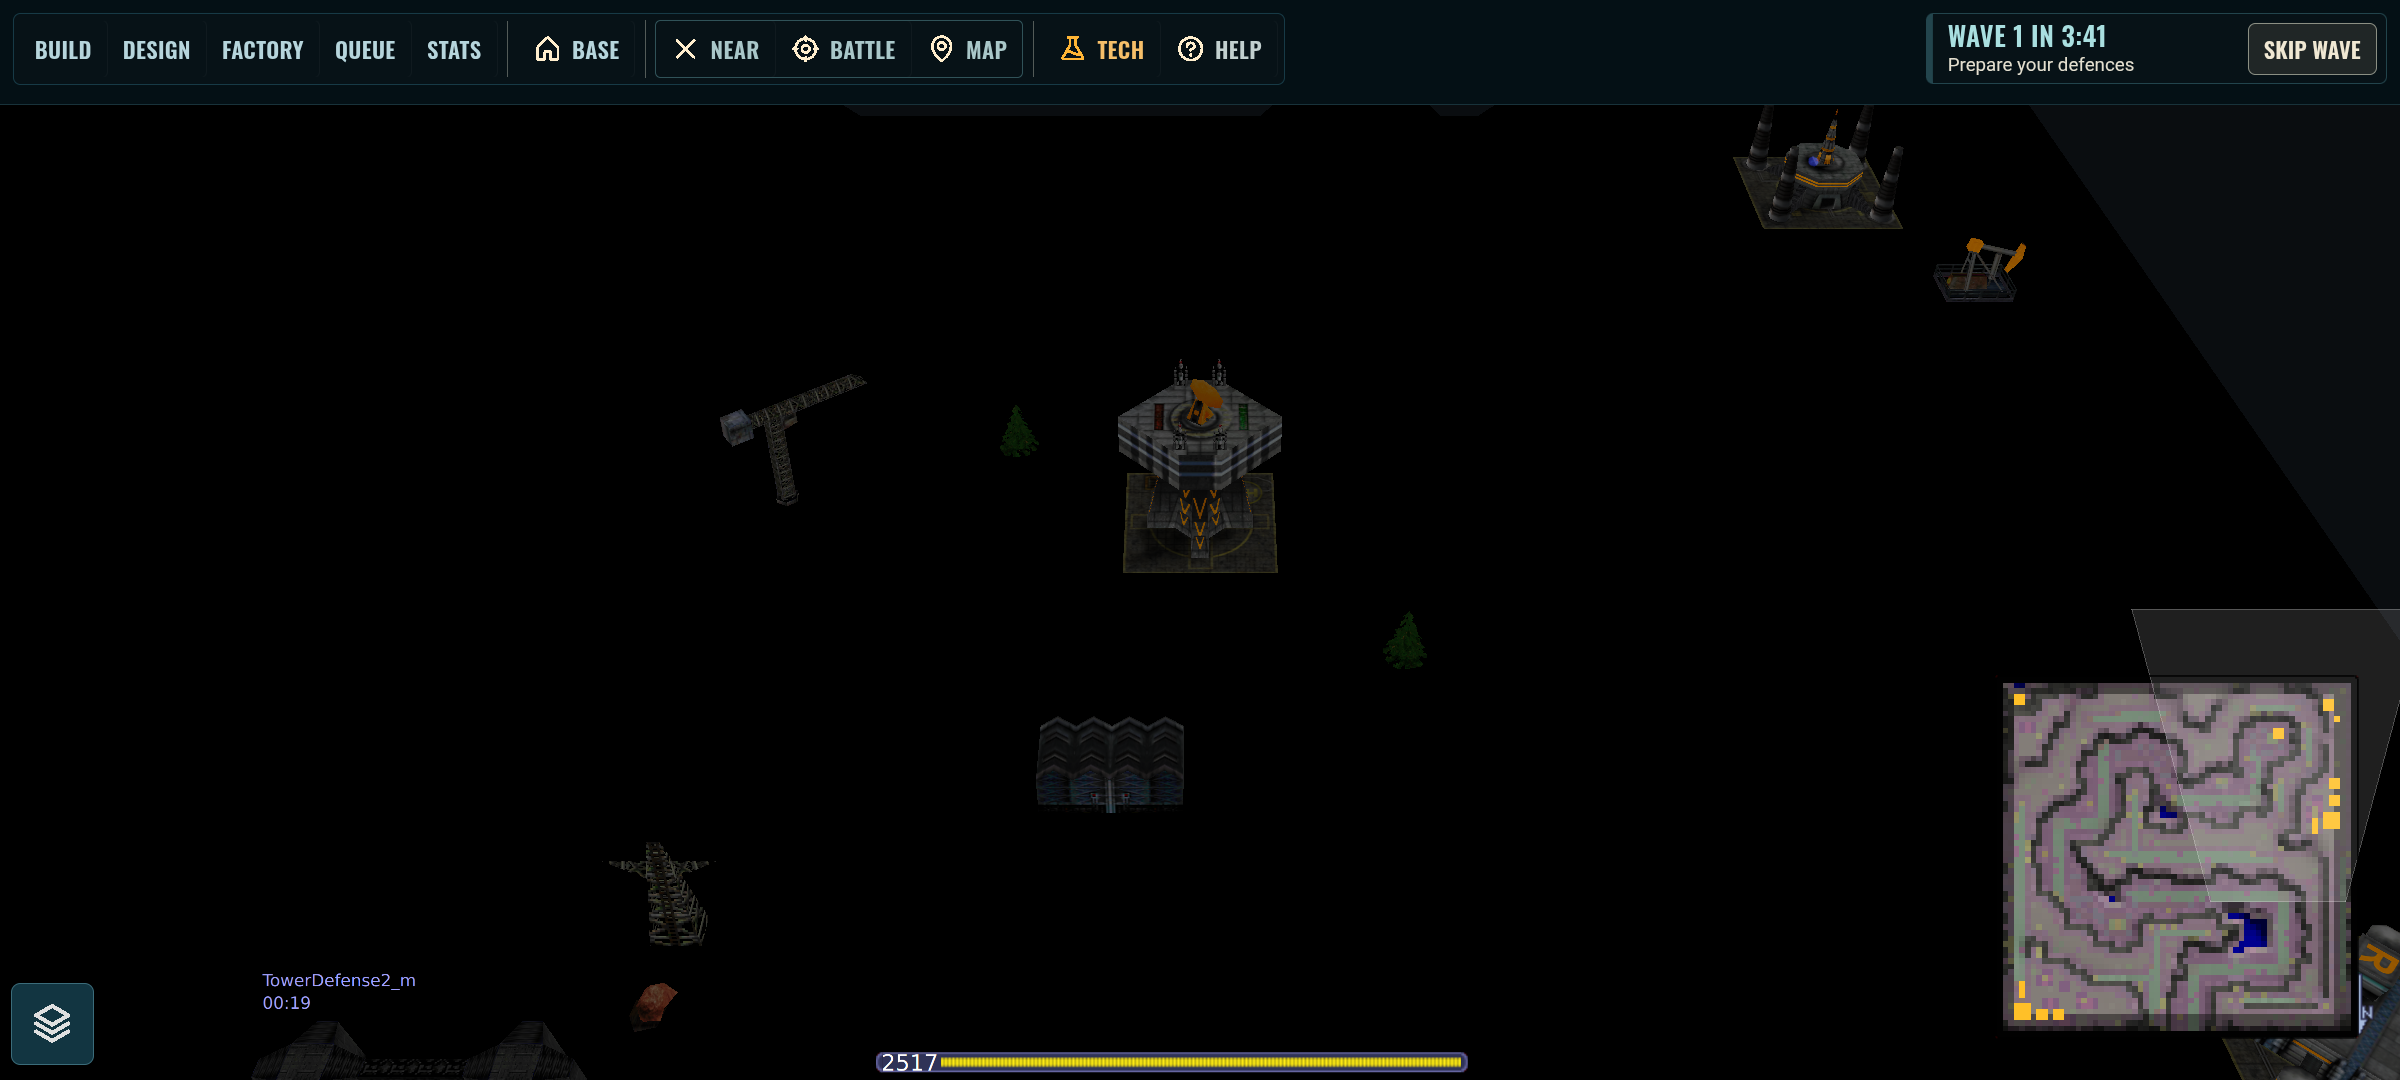 BUILD DESIGN FACTORY QUEUE STATS BASE NEAR BATTLE MAP TECH HELP
WAVE 1 IN 3:41
Prepare your defences
SKIP WAVE
TowerDefense2_m
00:19
2517
R
N